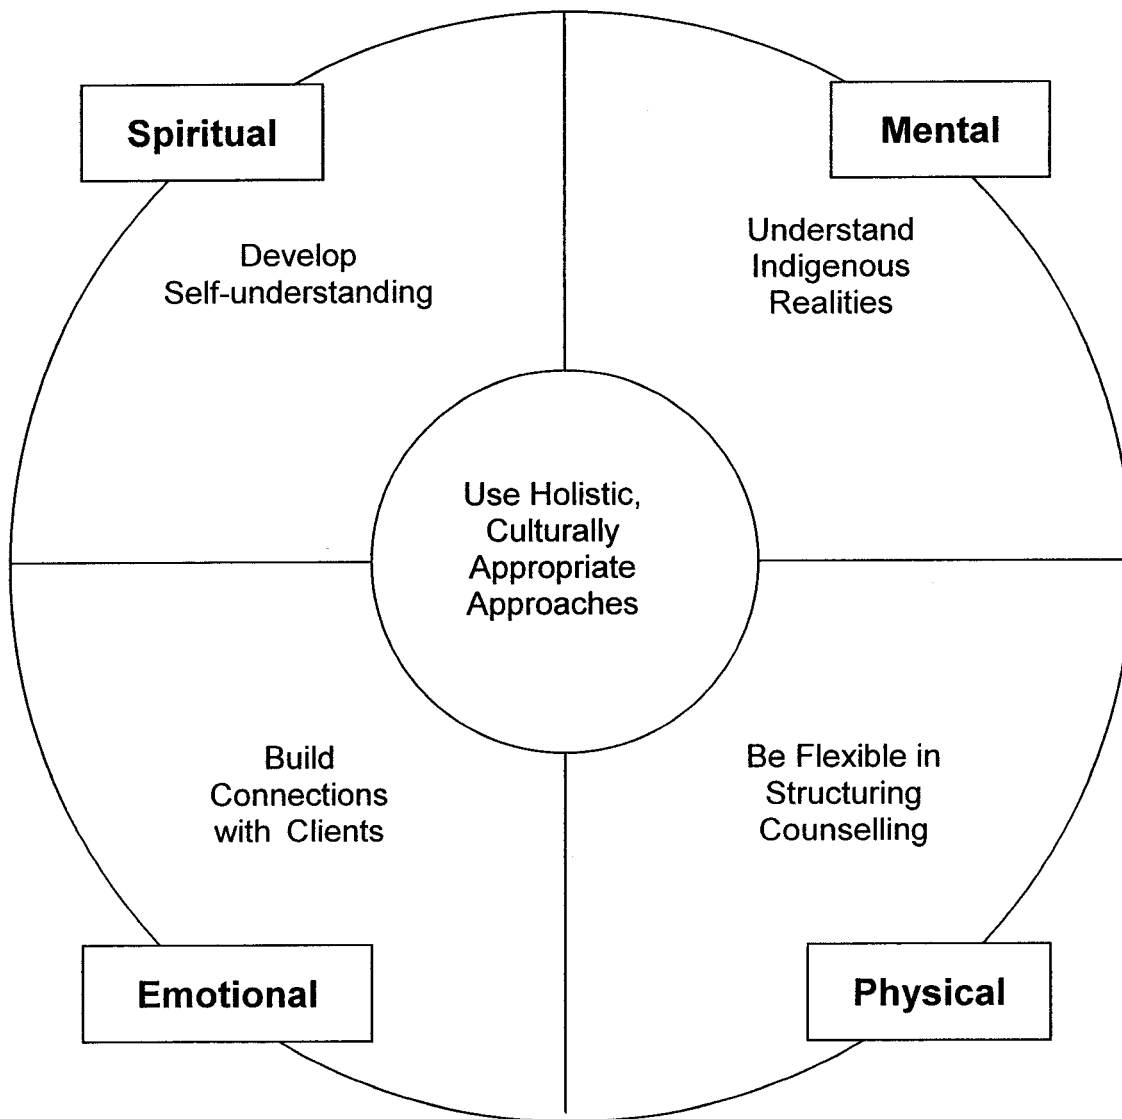 Spiritual
Mental
Develop
Self-understanding
Understand
Indigenous
Realities
Use Holistic,
Culturally
Appropriate
Approaches
Build
Connections
with Clients
Be Flexible in
Structuring
Counselling
Emotional
Physical